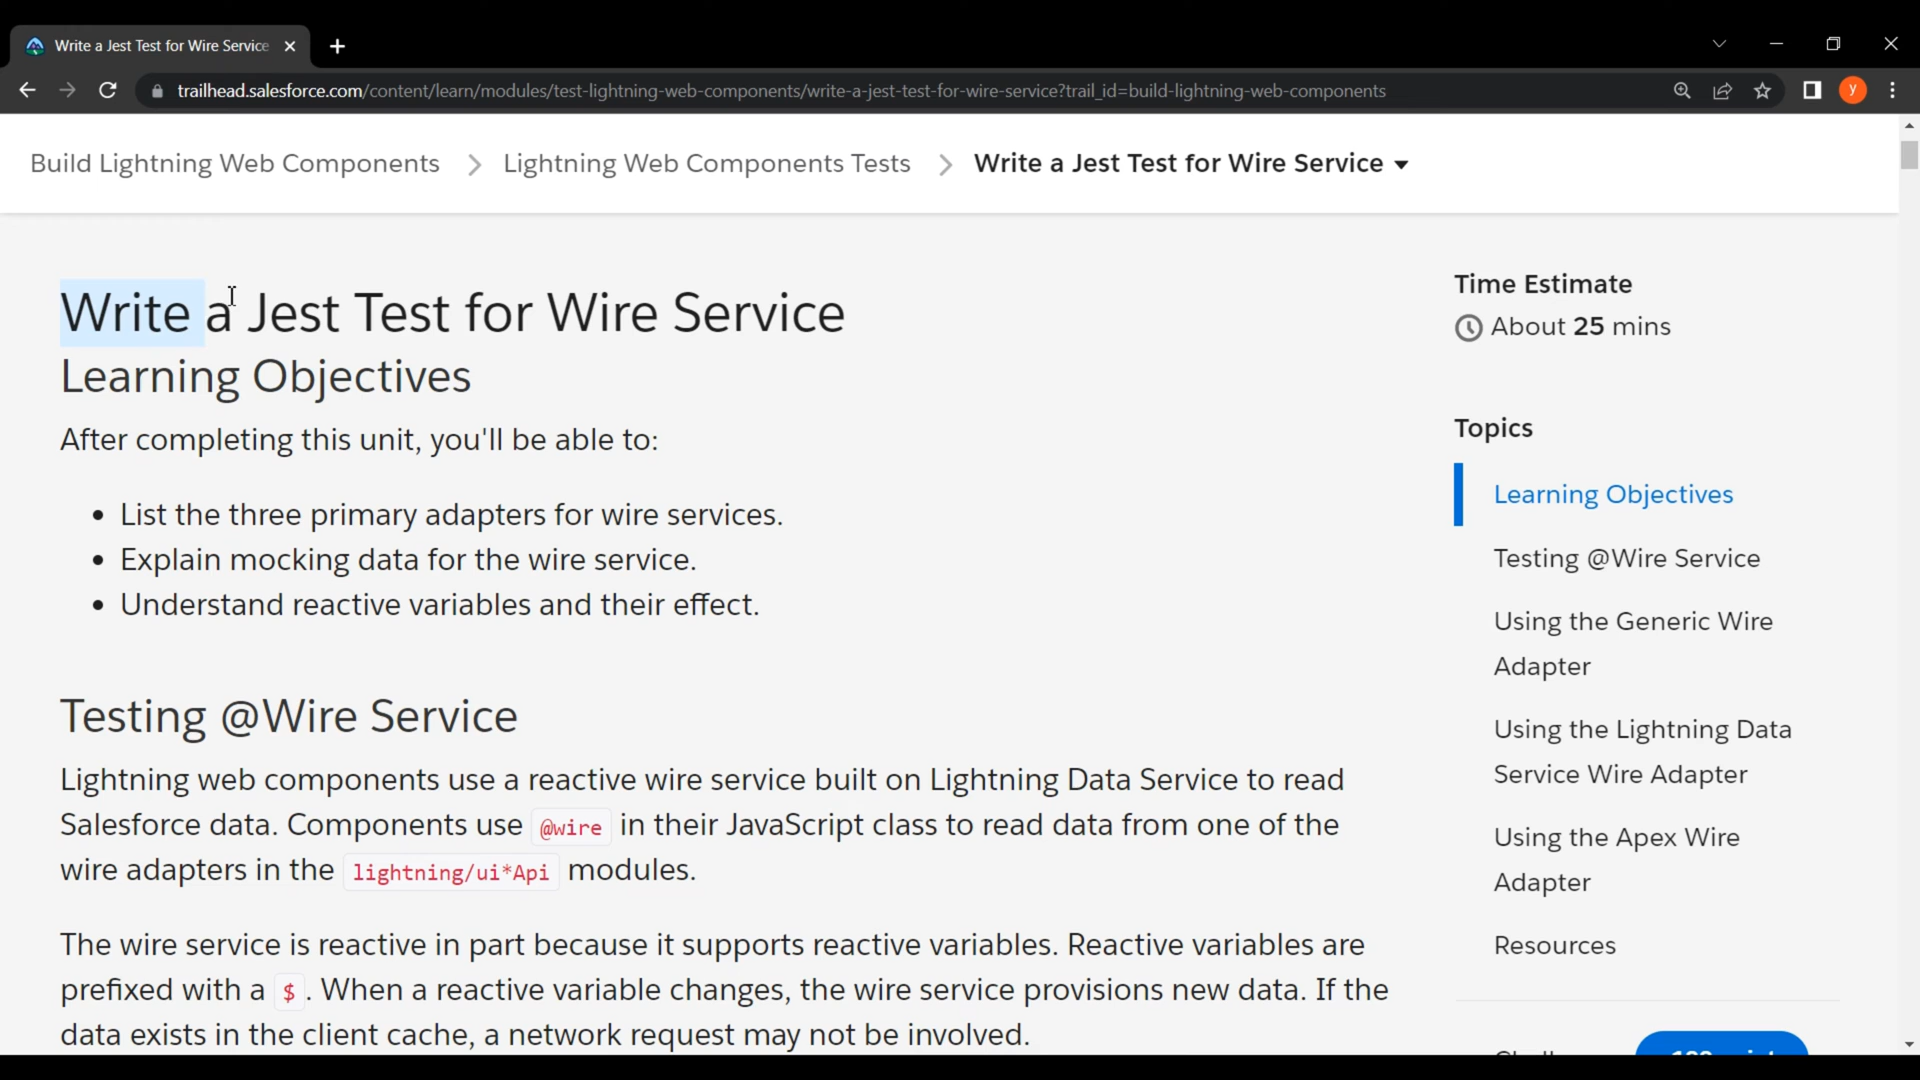 Write a Jest Test for Wire Service
trailhead.salesforce.com/content/learn/modules/test-lightning-web-components/write-a-jest-test-for-wire-service?trail_id=build-lightning-web-components
y
Build Lightning Web Components
Lightning Web Components Tests
Write a Jest Test for Wire Service
Write a Jest Test for Wire Service
Learning Objectives
After completing this unit, you'll be able to:
• List the three primary adapters for wire services.
• Explain mocking data for the wire service.
• Understand reactive variables and their effect.
Testing @Wire Service
Lightning web components use a reactive wire service built on Lightning Data Service to read
Salesforce data. Components use @wire in their JavaScript class to read data from one of the
wire adapters in the lightning/ui*Api modules.
The wire service is reactive in part because it supports reactive variables. Reactive variables are
prefixed with a $. When a reactive variable changes, the wire service provisions new data. If the
data exists in the client cache, a network request may not be involved.
Time Estimate
About 25 mins
Topics
Learning Objectives
Testing @Wire Service
Using the Generic Wire
Adapter
Using the Lightning Data
Service Wire Adapter
Using the Apex Wire
Adapter
Resources